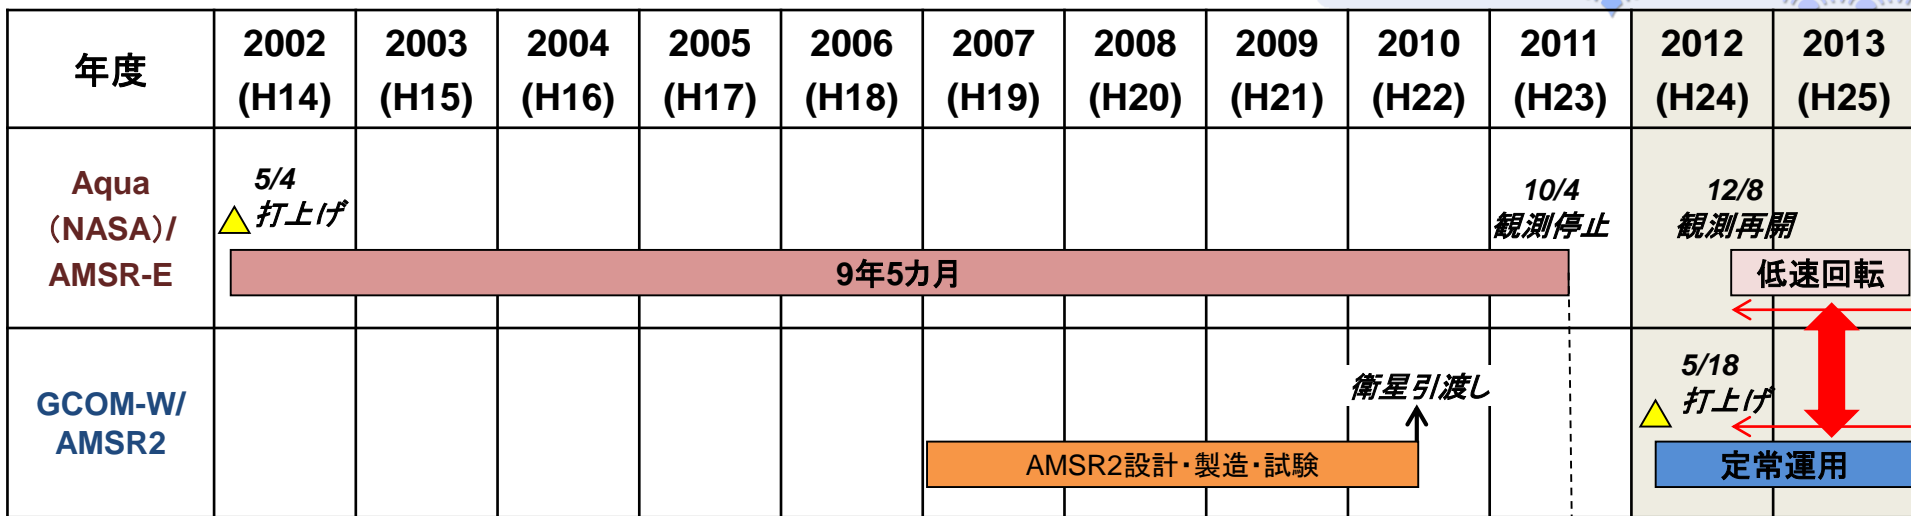 年度
2002
(H14)
2003
(H15)
2004
(H16)
2005
(H17)
2006
(H18)
2007
(H19)
2008
(H20)
2009
(H21)
2010
(H22)
2011
(H23)
2012
(H24)
2013
(H25)
Aqua
（NASA）/
AMSR-E
5/4
打上げ
10/4
観測停止
12/8
観測再開
9年5カ月
低速回転
GCOM-W/
AMSR2
衛星引渡し
5/18
打上げ
AMSR2設計・製造・試験
定常運用